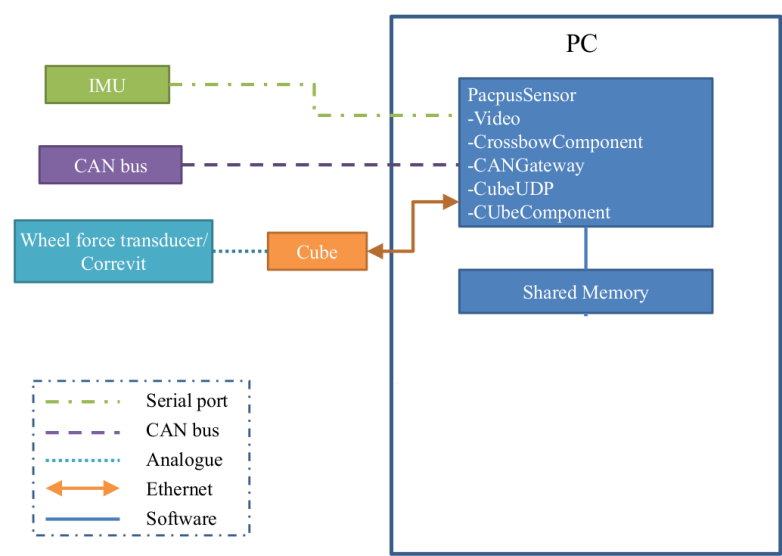 PC
IMU
PacpusSensor
-Video
-CrossbowComponent
-CANGateway
-CubeUDP
-CUbeComponent
CAN bus
Wheel force transducer/
Correvit
Cube
Shared Memory
Serial port
CAN bus
Analogue
Ethernet
Software